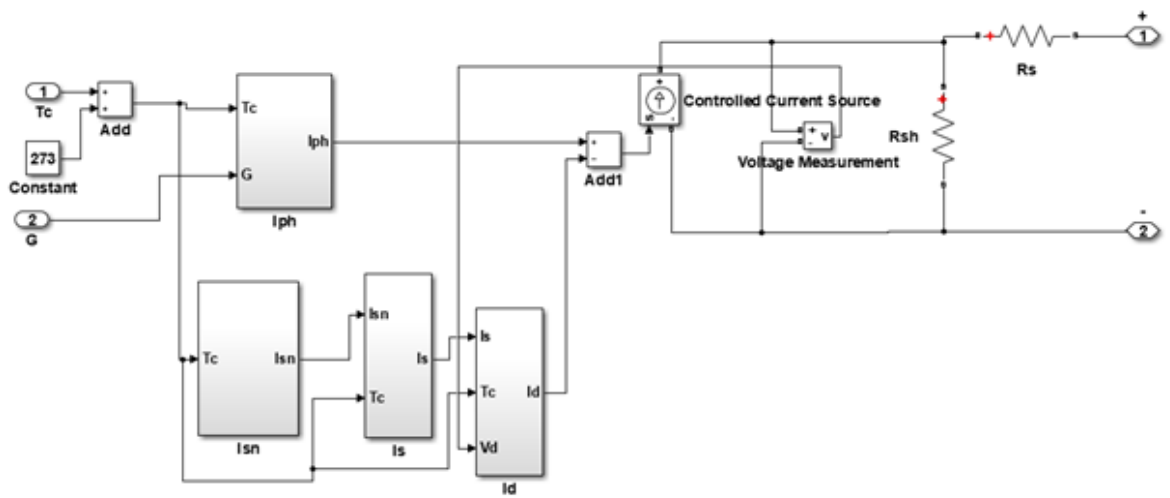 +
1
Rs
Controlled Current Source
+
S
-
+
-
v
Voltage Measurement
Rsh
-
2
1
Tc
+
+
Add
273
Constant
2
G
Tc
G
Iph
Iph
+
-
Add1
Tc
Isn
Isn
Isn
Tc
Is
Is
Is
Tc
Vd
Id
Id